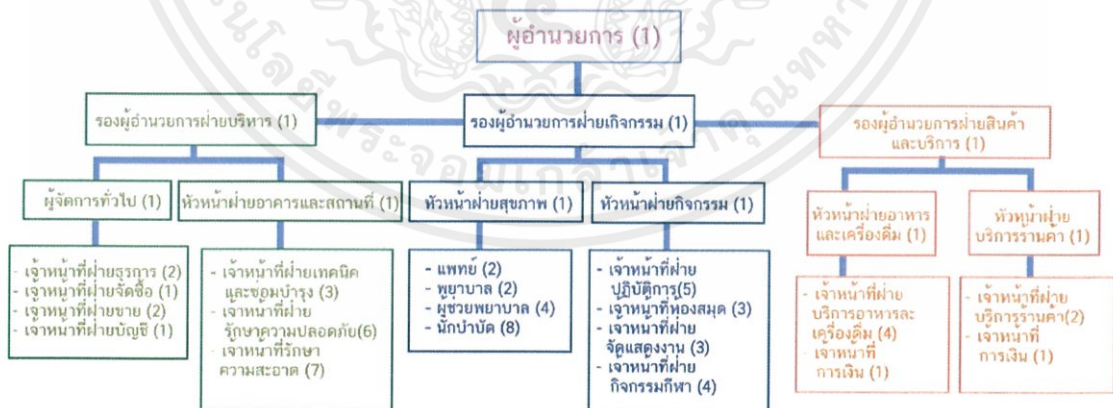 ผู้อำนวยการ (1)
รองผู้อำนวยการฝ่ายบริหาร (1)
รองผู้อำนวยการฝ่ายกิจกรรม (1)
รองผู้อำนวยการฝ่ายสินค้า
และบริการ (1)
ผู้จัดการทั่วไป (1)
หัวหน้าฝ่ายอาคารและสถานที่ (1)
หัวหน้าฝ่ายสุขภาพ (1)
หัวหน้าฝ่ายกิจกรรม (1)
หัวหน้าฝ่ายอาหาร
และเครื่องดื่ม (1)
หัวหน้าฝ่าย
บริการร้านค้า (1)
- เจ้าหน้าที่ฝ่ายธุรการ (2)
- เจ้าหน้าที่ฝ่ายจัดซื้อ (1)
- เจ้าหน้าที่ฝ่ายขาย (2)
- เจ้าหน้าที่ฝ่ายบัญชี (1)
- เจ้าหน้าที่ฝ่ายเทคนิค
และซ่อมบำรุง (3)
- เจ้าหน้าที่ฝ่าย
รักษาความปลอดภัย(6)
- เจ้าหน้าที่รักษา
ความสะอาด (7)
- แพทย์ (2)
- พยาบาล (2)
- ผู้ช่วยพยาบาล (4)
- นักบำบัด (8)
- เจ้าหน้าที่ฝ่าย
ปฏิบัติการ(5)
- เจ้าหน้าที่ห้องสมุด (3)
- เจ้าหน้าที่ฝ่าย
จัดแสดงงาน (3)
- เจ้าหน้าที่ฝ่าย
กิจกรรมกีฬา (4)
- เจ้าหน้าที่ฝ่าย
บริการอาหารละ
เครื่องดื่ม (4)
- เจ้าหน้าที่
การเงิน (1)
- เจ้าหน้าที่ฝ่าย
บริการร้านค้า(2)
- เจ้าหน้าที่
การเงิน (1)